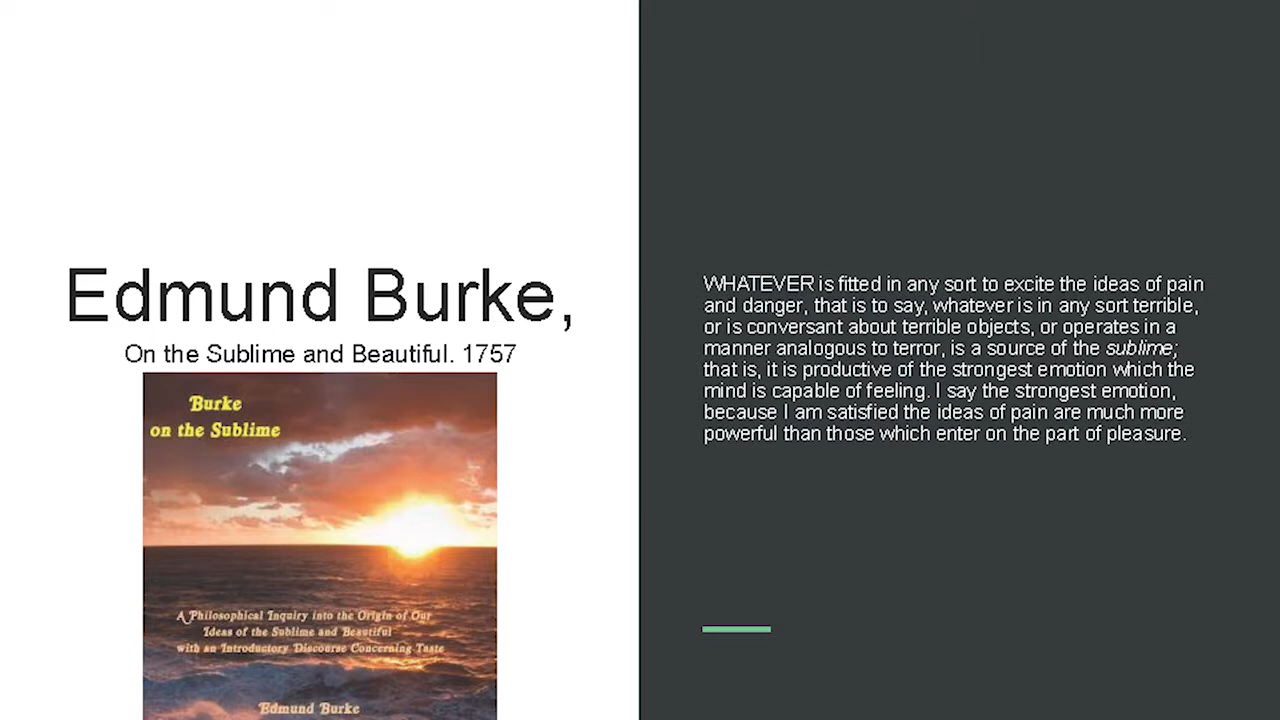 Edmund Burke,
On the Sublime and Beautiful. 1757
Burke
on the Sublime
A Philosophical Inquiry into the Origin of Our
Ideas of the Sublime and Beautiful
with an Introductory Discourse Concerning Taste
Edmund Burke
WHATEVER is fitted in any sort to excite the ideas of pain
and danger, that is to say, whatever is in any sort terrible,
or is conversant about terrible objects, or operates in a
manner analogous to terror, is a source of the sublime;
that is, it is productive of the strongest emotion which the
mind is capable of feeling. I say the strongest emotion,
because I am satisfied the ideas of pain are much more
powerful than those which enter on the part of pleasure.